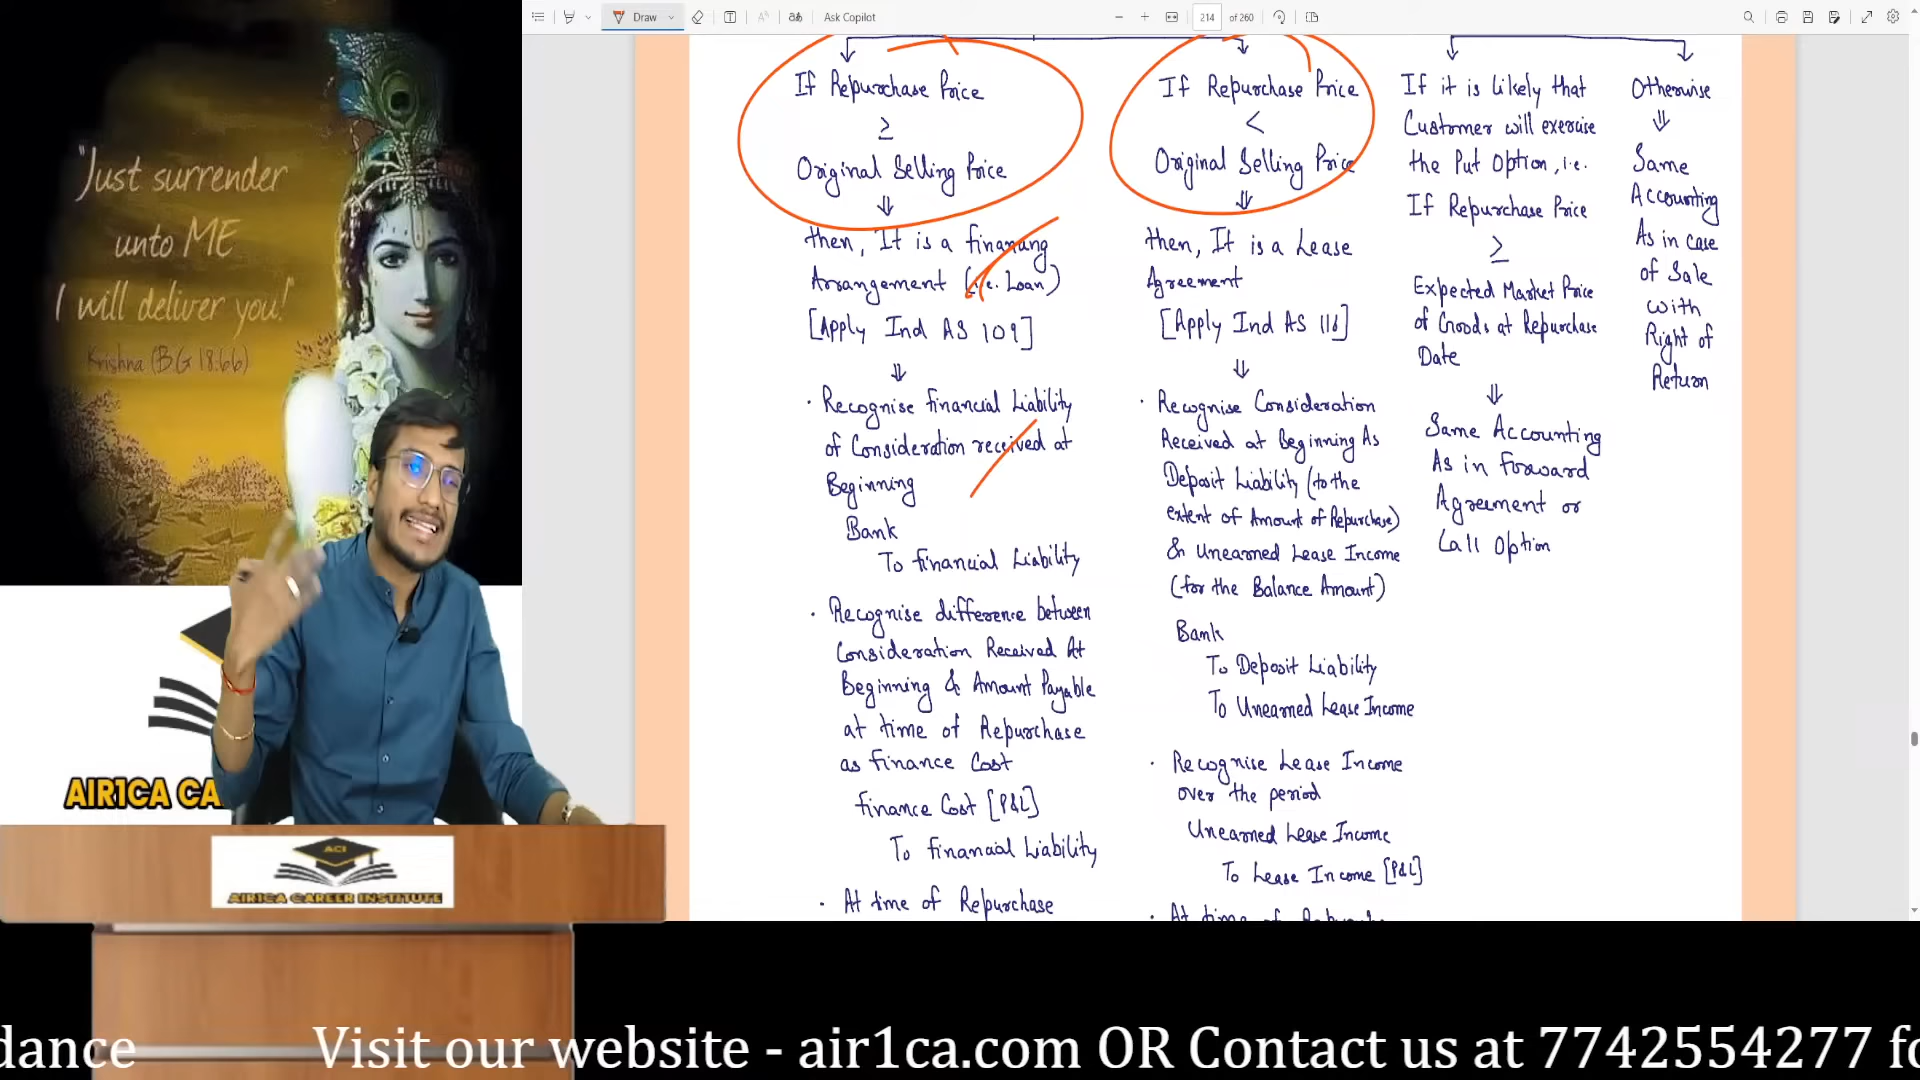 Draw
Ask Copilot
214
of 260
"Just surrender
unto ME
I will deliver you!"
Krishna (B.G 18:66)
If Repurchase Price
≥
Original Selling Price
⇓
then, It is a financing
Arrangement (i.e. Loan)
[Apply Ind AS 109]
⇓
· Recognise financial Liability
of Consideration received at
Beginning
Bank
To financial Liability
· Recognise difference between
Consideration Received At
Beginning & Amount Payable
at time of Repurchase
as finance Cost
finance Cost [P&L]
To financial Liability
· At time of Repurchase
If Repurchase Price
<
Original Selling Price
⇓
then, It is a Lease
Agreement
[Apply Ind AS 116]
⇓
· Recognise Consideration
Received at Beginning As
Deposit Liability (to the
extent of Amount of Repurchase)
& Unearned Lease Income
(for the Balance Amount)
Bank
To Deposit Liability
To Unearned Lease Income
· Recognise Lease Income
over the period
Unearned Lease Income
To Lease Income [P&L]
· At time of
If it is Likely that
Customer will exercise
the Put Option, i.e.
If Repurchase Price
≥
Expected Market Price
of Goods at Repurchase
Date
⇓
Same Accounting
As in Forward
Agreement or
Call Option
Otherwise
⇓
Same
Accounting
As in case
of Sale
with
Right of
Return
AIR1CA CA
ACI
AIR1CA CAREER INSTITUTE
dance Visit our website - air1ca.com OR Contact us at 7742554277 fo